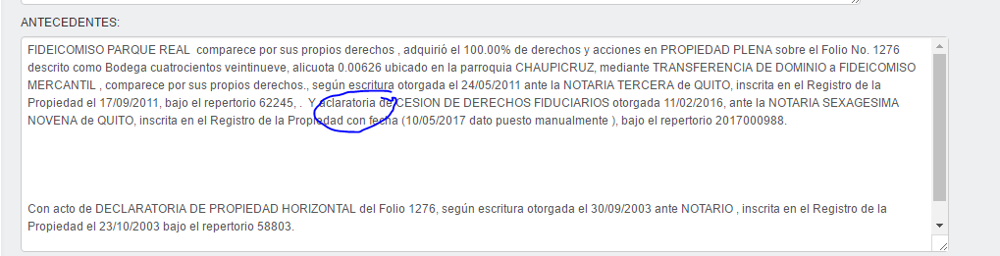 ANTECEDENTES:
FIDEICOMISO PARQUE REAL comparece por sus propios derechos , adquirió el 100.00% de derechos y acciones en PROPIEDAD PLENA sobre el Folio No. 1276
descrito como Bodega cuatrocientos veintinueve, alicuota 0.00626 ubicado en la parroquia CHAUPICRUZ, mediante TRANSFERENCIA DE DOMINIO a FIDEICOMISO
MERCANTIL , comparece por sus propios derechos., según escritura otorgada el 24/05/2011 ante la NOTARIA TERCERA de QUITO, inscrita en el Registro de la
Propiedad el 17/09/2011, bajo el repertorio 62245, . Y aclaratoria de CESION DE DERECHOS FIDUCIARIOS otorgada 11/02/2016, ante la NOTARIA SEXAGESIMA
NOVENA de QUITO, inscrita en el Registro de la Propiedad con fecha (10/05/2017 dato puesto manualmente ), bajo el repertorio 2017000988.
Con acto de DECLARATORIA DE PROPIEDAD HORIZONTAL del Folio 1276, según escritura otorgada el 30/09/2003 ante NOTARIO , inscrita en el Registro de la
Propiedad el 23/10/2003 bajo el repertorio 58803.